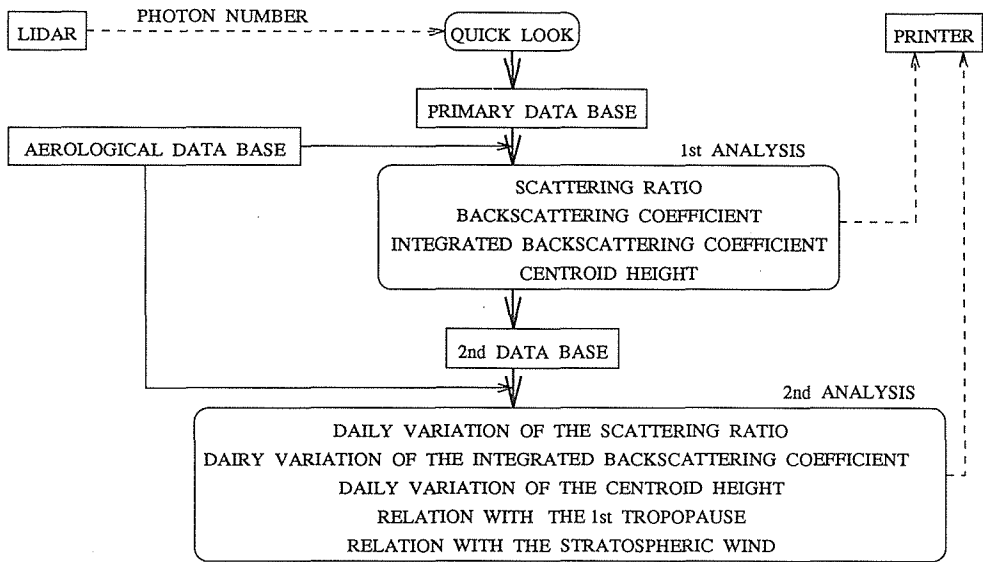 PHOTON NUMBER
LIDAR
QUICK LOOK
PRINTER
PRIMARY DATA BASE
AEROLOGICAL DATA BASE
1st ANALYSIS
SCATTERING RATIO
BACKSCATTERING COEFFICIENT
INTEGRATED BACKSCATTERING COEFFICIENT
CENTROID HEIGHT
2nd DATA BASE
2nd ANALYSIS
DAILY VARIATION OF THE SCATTERING RATIO
DAIRY VARIATION OF THE INTEGRATED BACKSCATTERING COEFFICIENT
DAILY VARIATION OF THE CENTROID HEIGHT
RELATION WITH THE 1st TROPOPAUSE
RELATION WITH THE STRATOSPHERIC WIND